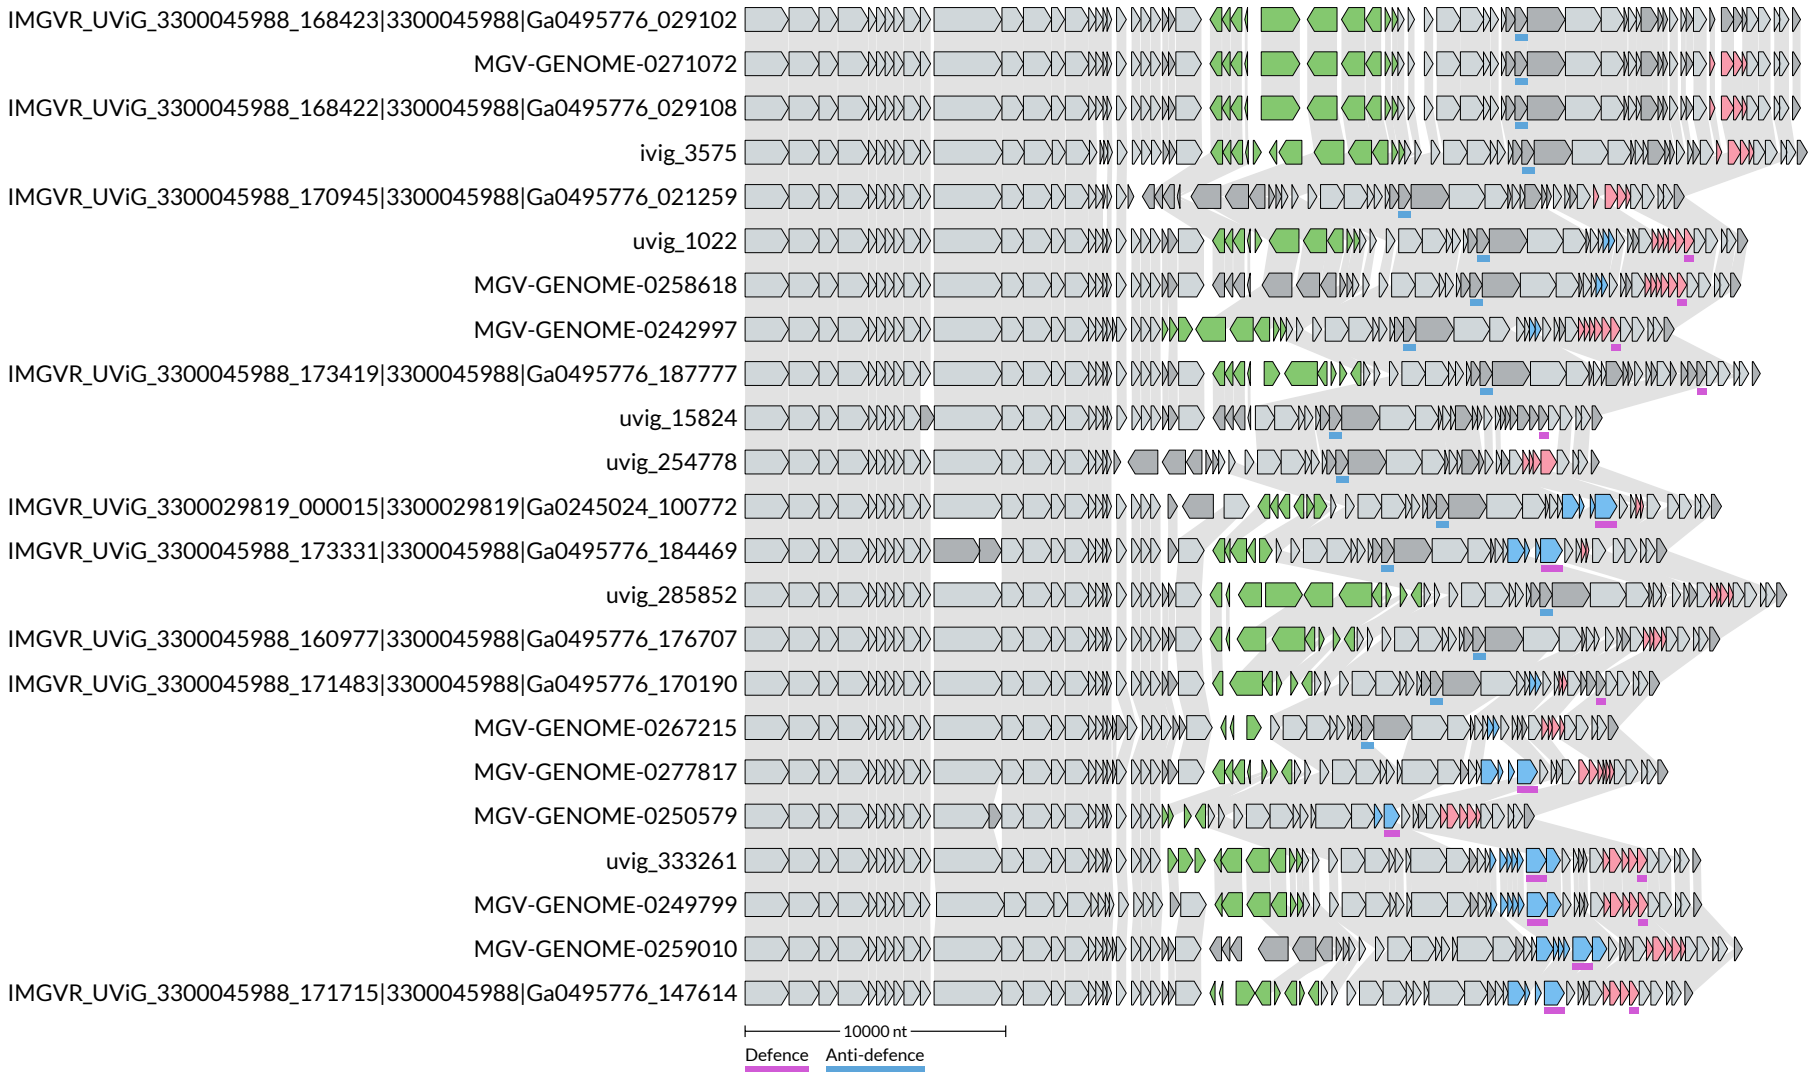 IMGVR_UViG_3300045988_168423|3300045988|Ga0495776_029102
MGV-GENOME-0271072
IMGVR_UViG_3300045988_168422|3300045988|Ga0495776_029108
ivig_3575
IMGVR_UViG_3300045988_170945|3300045988|Ga0495776_021259
uvig_1022
MGV-GENOME-0258618
MGV-GENOME-0242997
IMGVR_UViG_3300045988_173419|3300045988|Ga0495776_187777
uvig_15824
uvig_254778
IMGVR_UViG_3300029819_000015|3300029819|Ga0245024_100772
IMGVR_UViG_3300045988_173331|3300045988|Ga0495776_184469
uvig_285852
IMGVR_UViG_3300045988_160977|3300045988|Ga0495776_176707
IMGVR_UViG_3300045988_171483|3300045988|Ga0495776_170190
MGV-GENOME-0267215
MGV-GENOME-0277817
MGV-GENOME-0250579
uvig_333261
MGV-GENOME-0249799
MGV-GENOME-0259010
IMGVR_UViG_3300045988_171715|3300045988|Ga0495776_147614
10000 nt
Defence Anti-defence